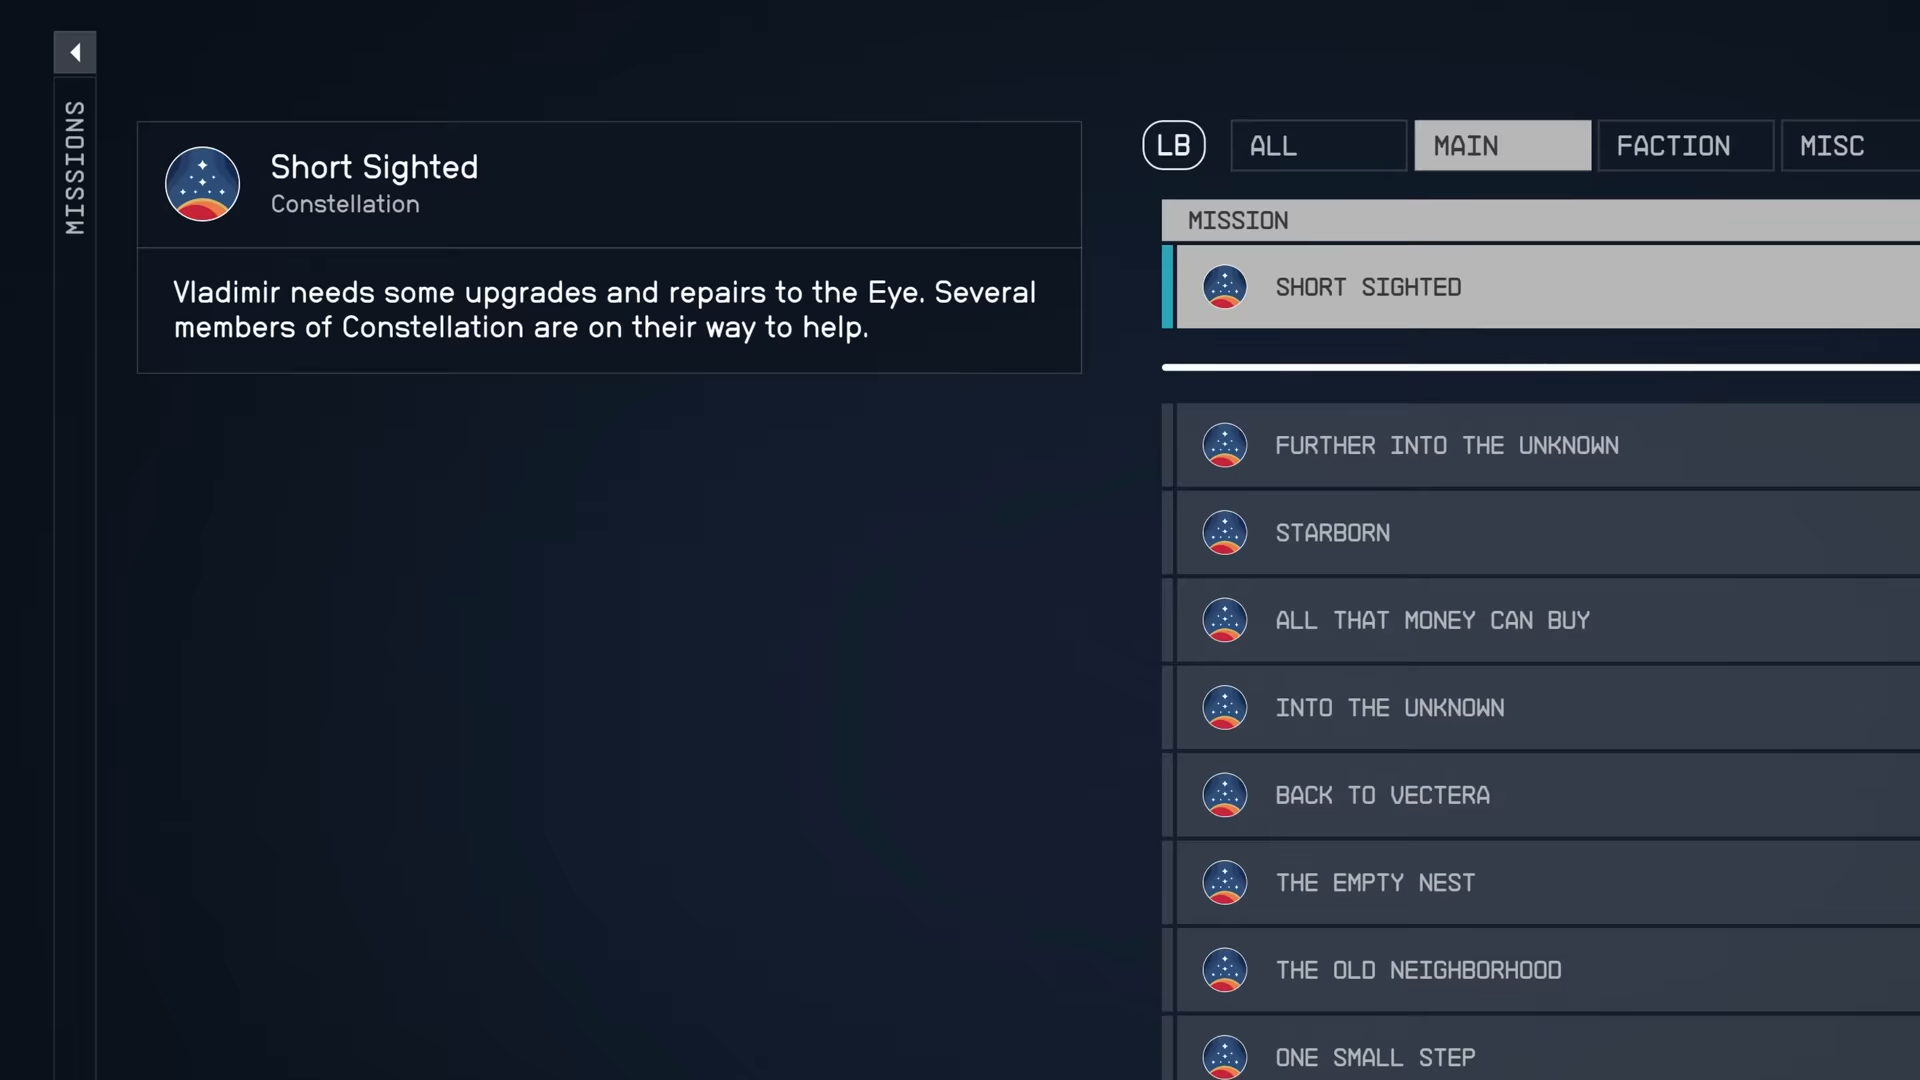 MISSIONS
Short Sighted
Constellation
Vladimir needs some upgrades and repairs to the Eye. Several
members of Constellation are on their way to help.
LB
ALL
MAIN
FACTION
MISC
MISSION
SHORT SIGHTED
FURTHER INTO THE UNKNOWN
STARBORN
ALL THAT MONEY CAN BUY
INTO THE UNKNOWN
BACK TO VECTERA
THE EMPTY NEST
THE OLD NEIGHBORHOOD
ONE SMALL STEP